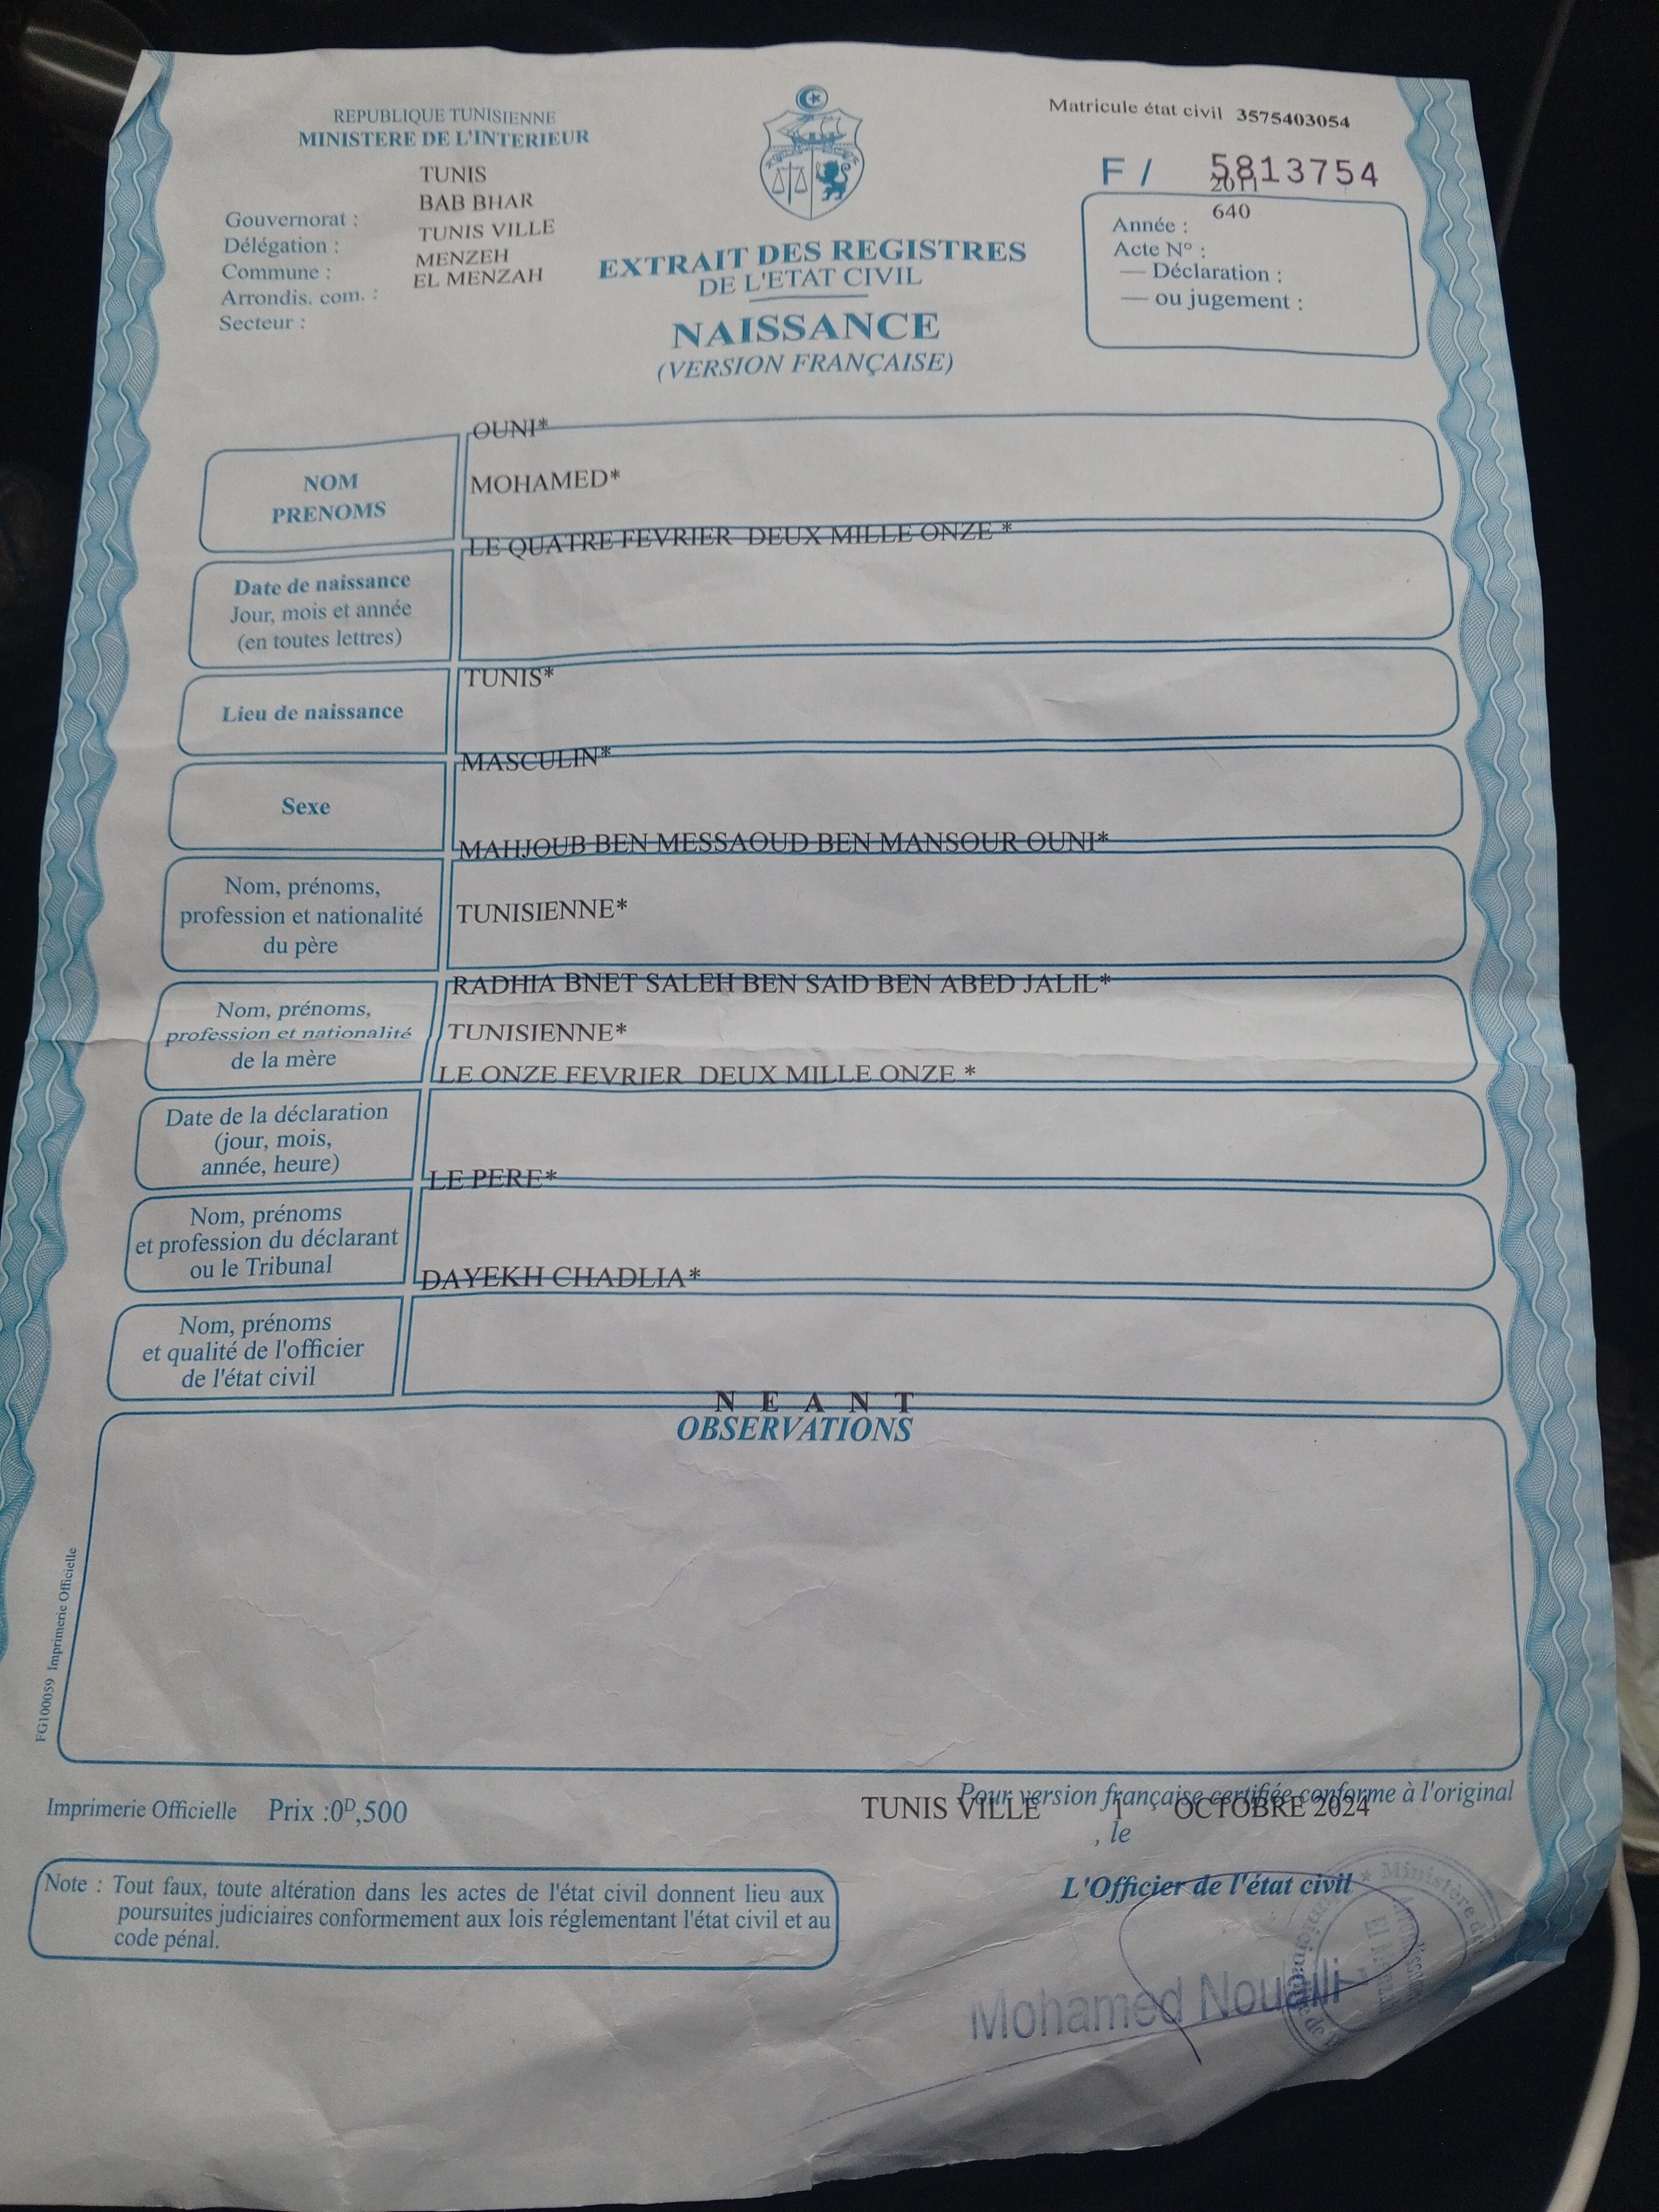 REPUBLIQUE TUNISIENNE
MINISTERE DE L'INTERIEUR
Matricule état civil 3575403054
F / 5813754
TUNIS
BAB BHAR
TUNIS VILLE
MENZEH
EL MENZAH
Gouvernorat :
Délégation :
Commune :
Arrondis. com. :
Secteur :
EXTRAIT DES REGISTRES
DE L'ETAT CIVIL
NAISSANCE
(VERSION FRANÇAISE)
2011
640
Année :
Acte N° :
— Déclaration :
— ou jugement :
OUNI*
NOM
PRENOMS
MOHAMED*
LE QUATRE FEVRIER DEUX MILLE ONZE *
Date de naissance
Jour, mois et année
(en toutes lettres)
TUNIS*
Lieu de naissance
MASCULIN*
Sexe
MAHJOUB BEN MESSAOUD BEN MANSOUR OUNI*
Nom, prénoms,
profession et nationalité
du père
TUNISIENNE*
RADHIA BNET SALEH BEN SAID BEN ABED JALIL*
Nom, prénoms,
profession et nationalité
de la mère
TUNISIENNE*
LE ONZE FEVRIER DEUX MILLE ONZE *
Date de la déclaration
(jour, mois,
année, heure)
LE PERE*
Nom, prénoms
et profession du déclarant
ou le Tribunal
DAYEKH CHADLIA*
Nom, prénoms
et qualité de l'officier
de l'état civil
N E A N T
OBSERVATIONS
FG100059 Imprimerie Officielle
Imprimerie Officielle Prix :0D,500
Pour version française certifiée conforme à l'original
TUNIS VILLE 1 OCTOBRE 2024
, le
L'Officier de l'état civil
Note : Tout faux, toute altération dans les actes de l'état civil donnent lieu aux
poursuites judiciaires conformement aux lois réglementant l'état civil et au
code pénal.
Mohamed Noualli
Ministère de